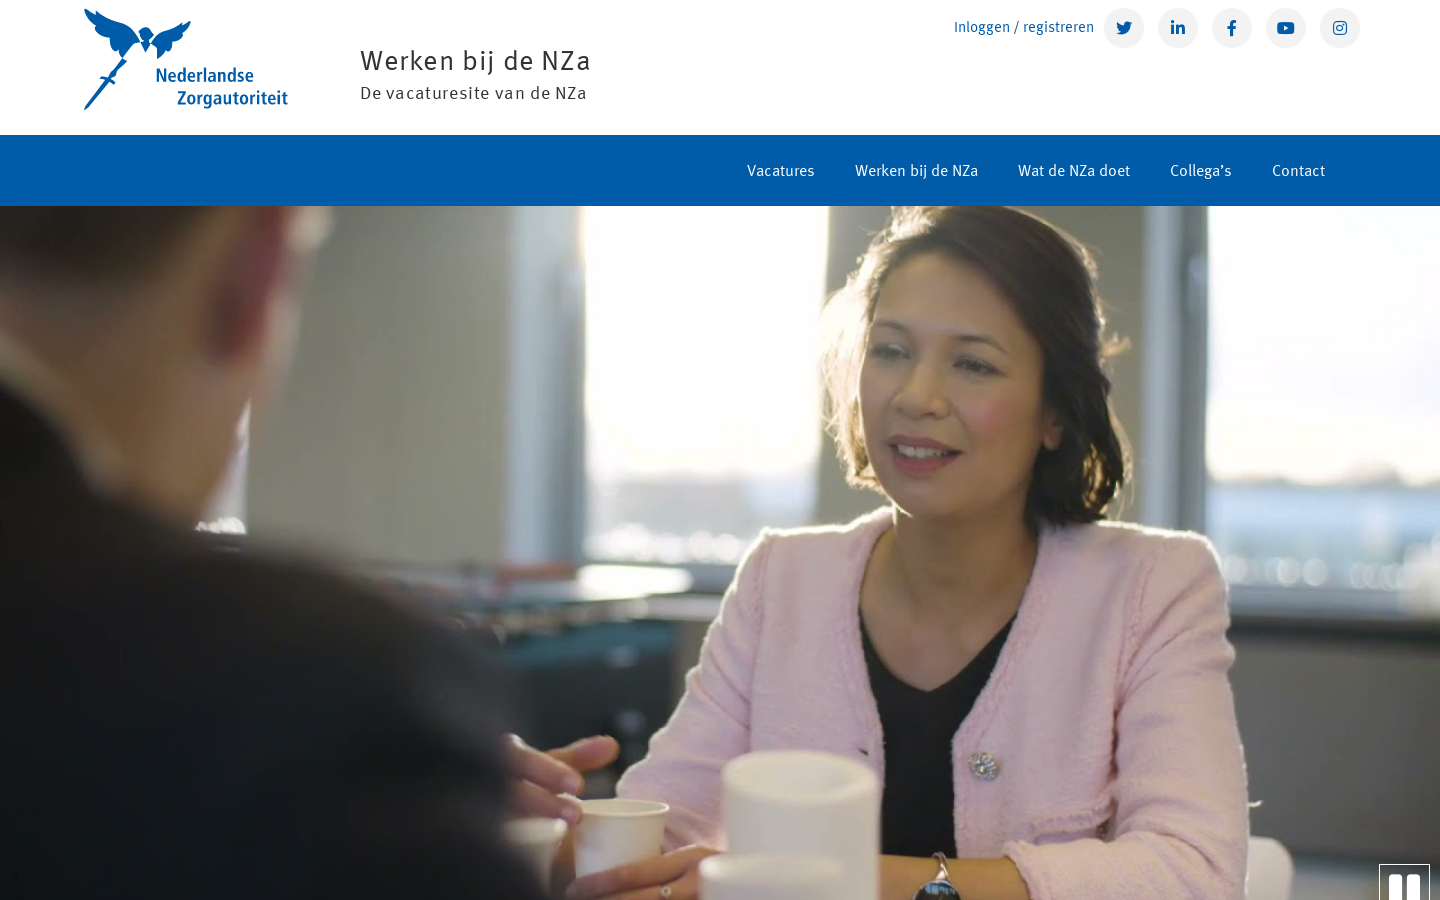 Nederlandse
Zorgautoriteit
Werken bij de NZa
De vacaturesite van de NZa
Inloggen / registreren
Vacatures
Werken bij de NZa
Wat de NZa doet
Collega’s
Contact